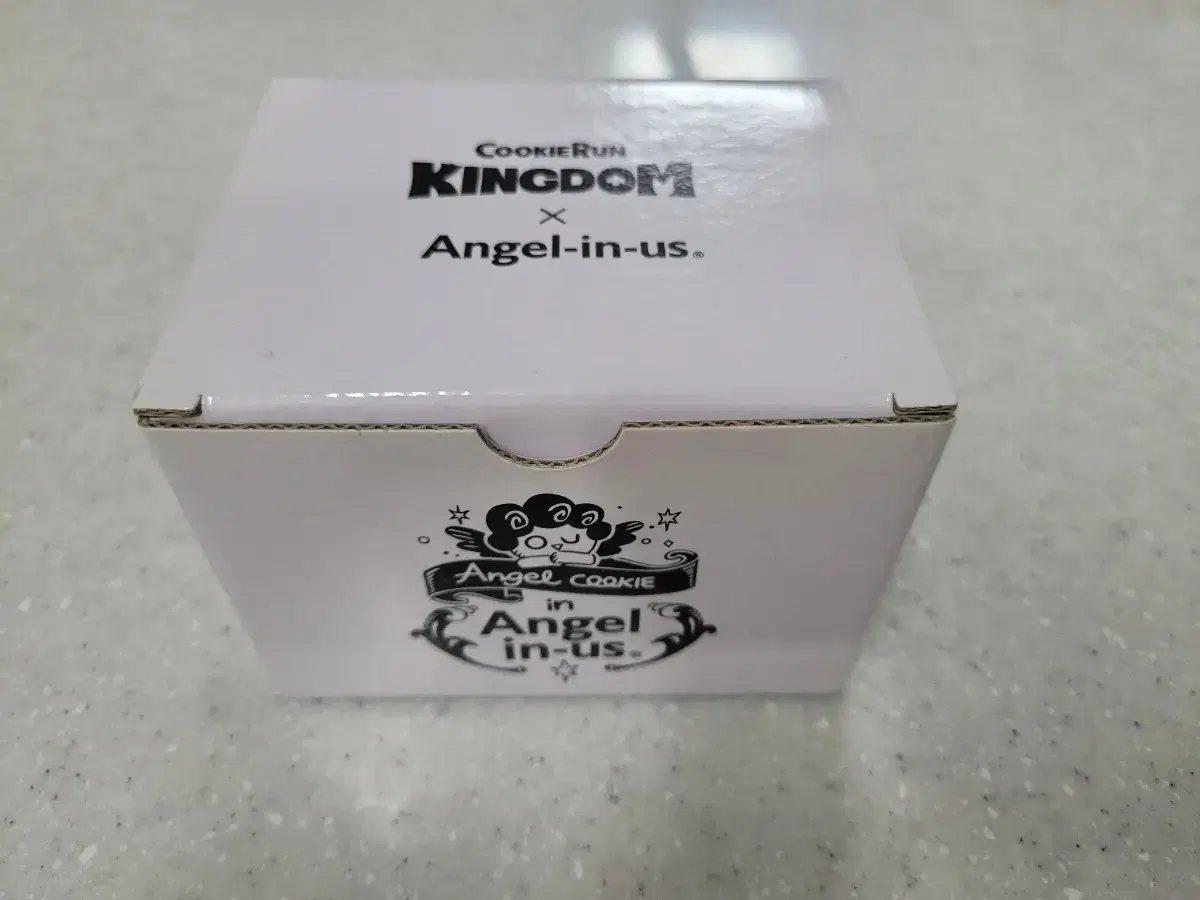 COOKIERUN
KINGDOM
×
Angel-in-us®
Angel COOKIE
in
Angel
in-us®